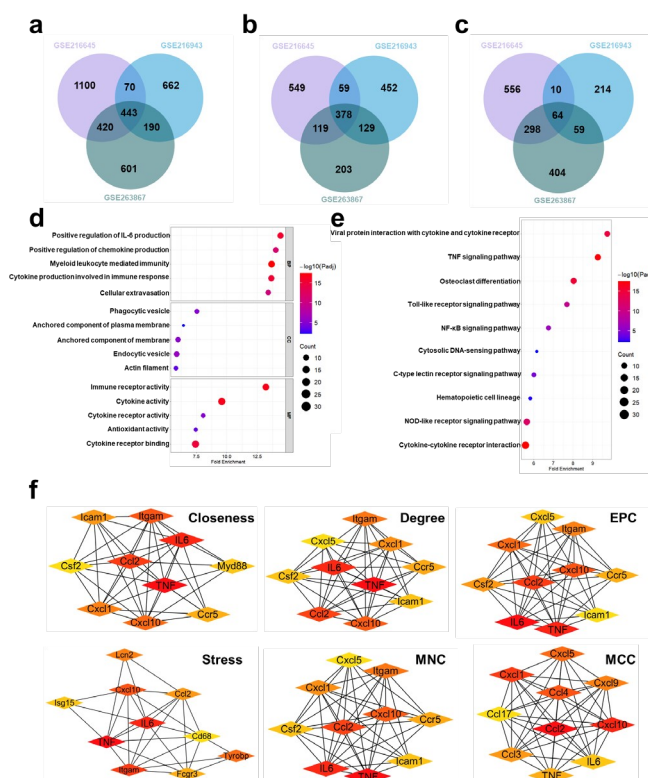 a
GSE216645
GSE216943
1100
70
662
443
420
190
601
GSE263867
b
GSE216645
GSE216943
549
59
452
378
119
129
203
GSE263867
c
GSE216645
GSE216943
556
10
214
64
298
59
404
GSE263867
d
Positive regulation of IL-6 production
Positive regulation of chemokine production
Myeloid leukocyte mediated immunity
Cytokine production involved in immune response
Cellular extravasation
BP
Phagocytic vesicle
Anchored component of plasma membrane
Anchored component of membrane
Endocytic vesicle
Actin filament
CC
Immune receptor activity
Cytokine activity
Cytokine receptor activity
Antioxidant activity
Cytokine receptor binding
MF
7.5
10.0
12.5
Fold Enrichment
−log10(Padj)
15
10
5
Count
10
15
20
25
30
e
Viral protein interaction with cytokine and cytokine receptor
TNF signaling pathway
Osteoclast differentiation
Toll-like receptor signaling pathway
NF-κB signaling pathway
Cytosolic DNA-sensing pathway
C-type lectin receptor signaling pathway
Hematopoietic cell lineage
NOD-like receptor signaling pathway
Cytokine-cytokine receptor interaction
6
7
8
9
Fold Enrichment
−log10(Padj)
15
10
5
Count
10
15
20
25
30
f
Closeness
Icam1
Itgam
IL6
Csf2
Ccl2
Myd88
TNF
Cxcl1
Cxcl10
Ccr5
Degree
Itgam
Cxcl5
Cxcl1
IL6
Ccr5
Csf2
TNF
Icam1
Ccl2
Cxcl10
EPC
Cxcl5
Itgam
Cxcl1
Cxcl10
Ccr5
Csf2
Ccl2
Icam1
IL6
TNF
Stress
Lcn2
Cxcl10
Ccl2
Isg15
IL6
Cd68
TNF
Tyrobp
Itgam
Fcgr3
MNC
Cxcl5
Itgam
Cxcl1
Cxcl10
Ccr5
Csf2
Ccl2
Icam1
IL6
TNF
MCC
Cxcl5
Cxcl1
Cxcl9
Ccl4
Ccl17
Ccl2
Cxcl10
Ccl3
IL6
TNF